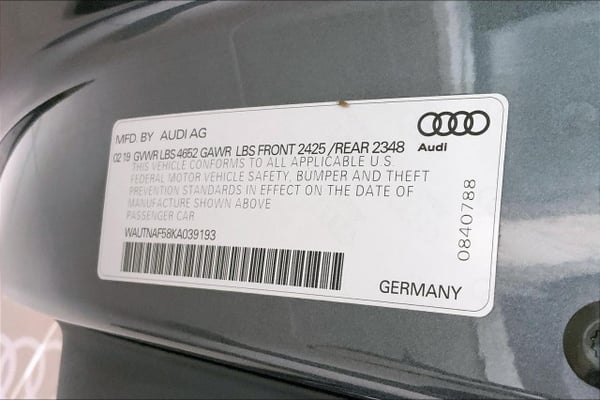 MFD. BY AUDI AG
Audi
02 19 GVWR LBS 4652 GAWR LBS FRONT 2425 /REAR 2348
THIS VEHICLE CONFORMS TO ALL APPLICABLE U.S.
FEDERAL MOTOR VEHICLE SAFETY, BUMPER AND THEFT
PREVENTION STANDARDS IN EFFECT ON THE DATE OF
MANUFACTURE SHOWN ABOVE
PASSENGER CAR
WAUTNAF58KA039193
0840788
GERMANY